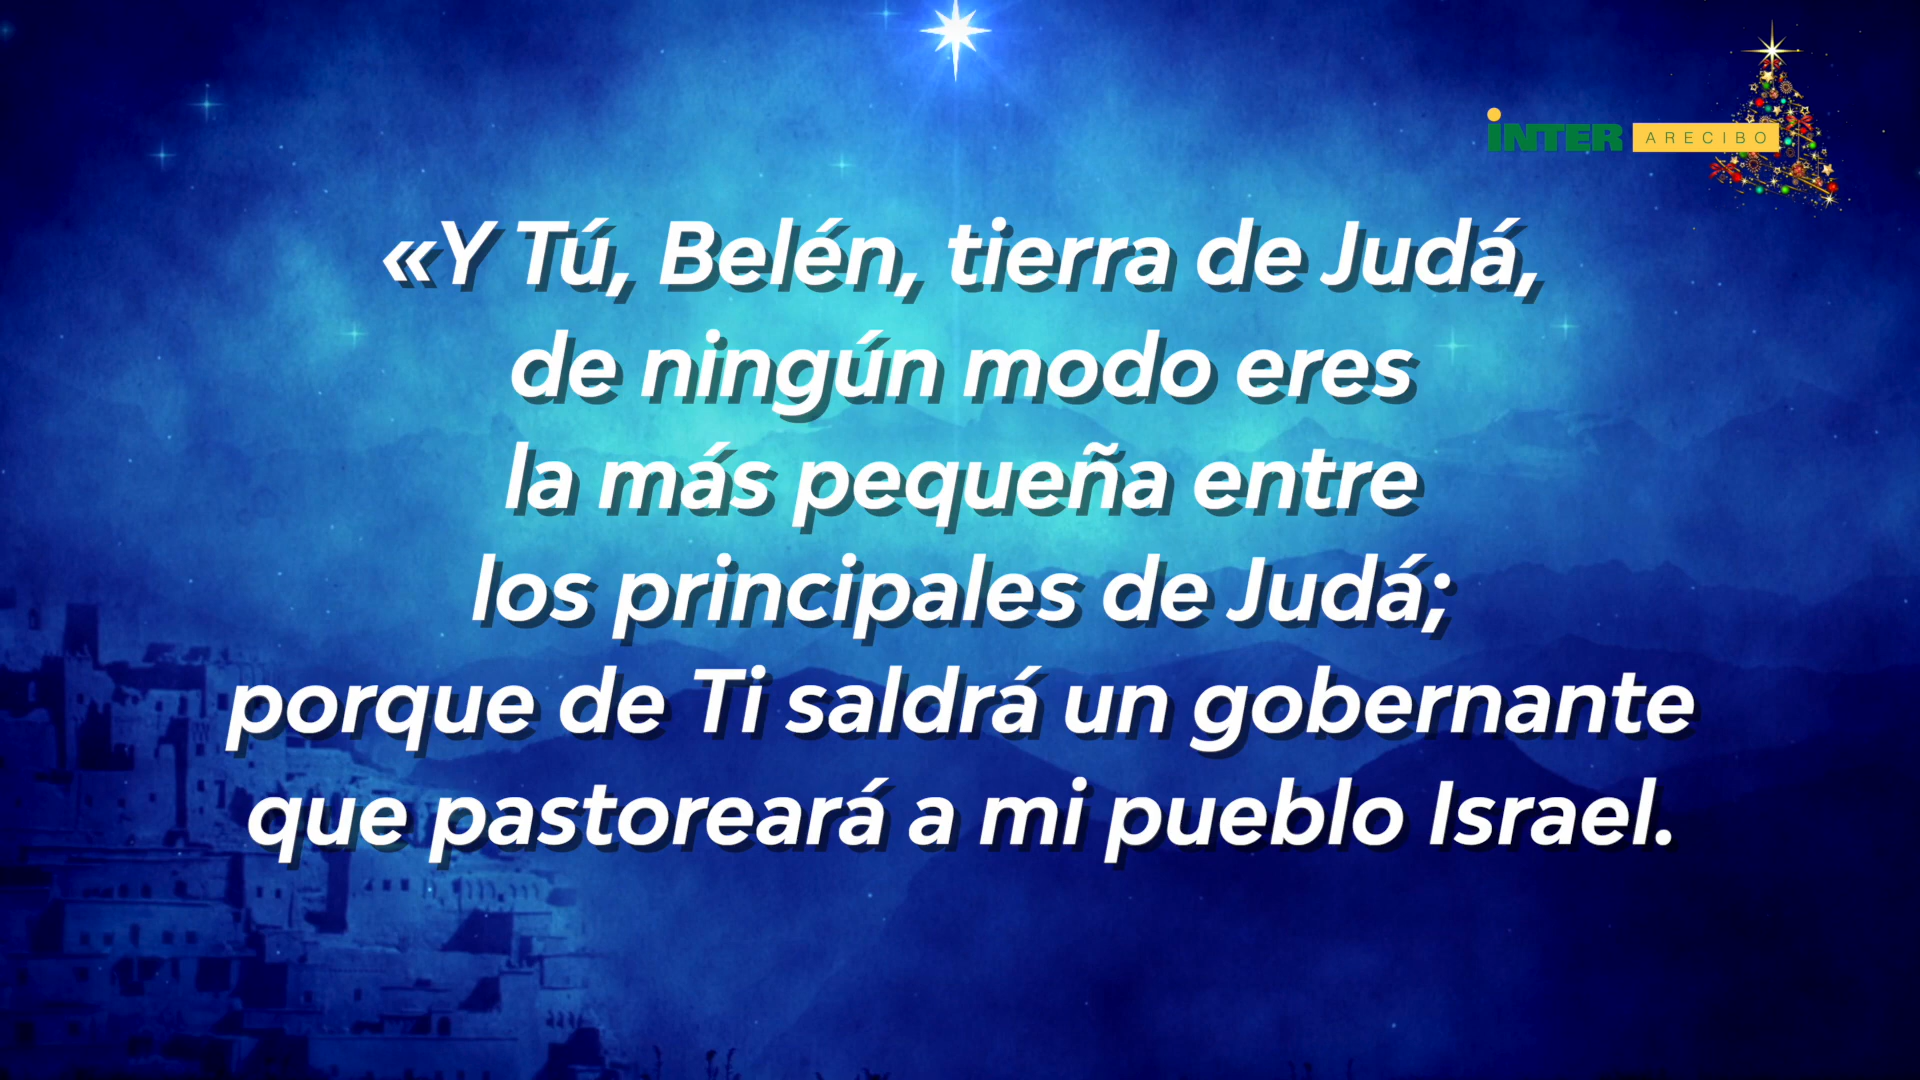 INTER ARECIBO
«Y Tú, Belén, tierra de Judá,
de ningún modo eres
la más pequeña entre
los principales de Judá;
porque de Ti saldrá un gobernante
que pastoreará a mi pueblo Israel.